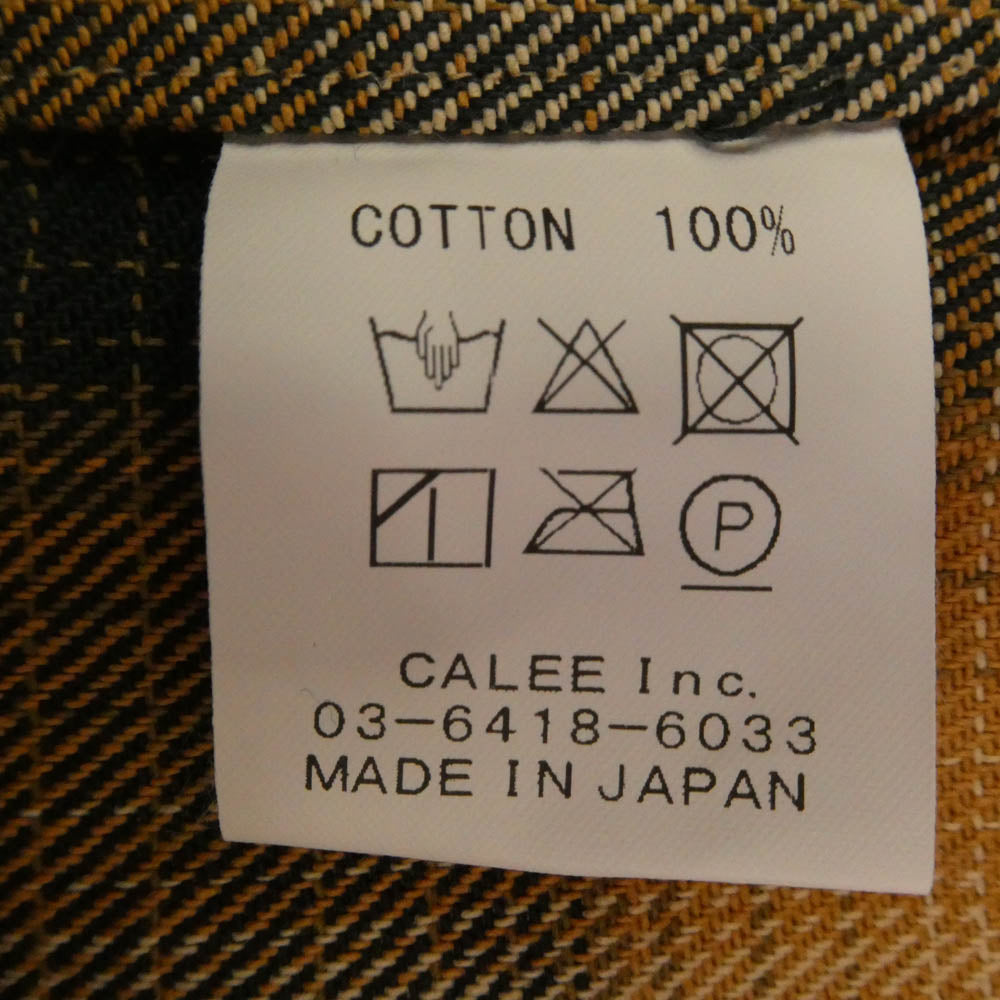 COTTON 100%
P
CALEE Inc.
03-6418-6033
MADE IN JAPAN